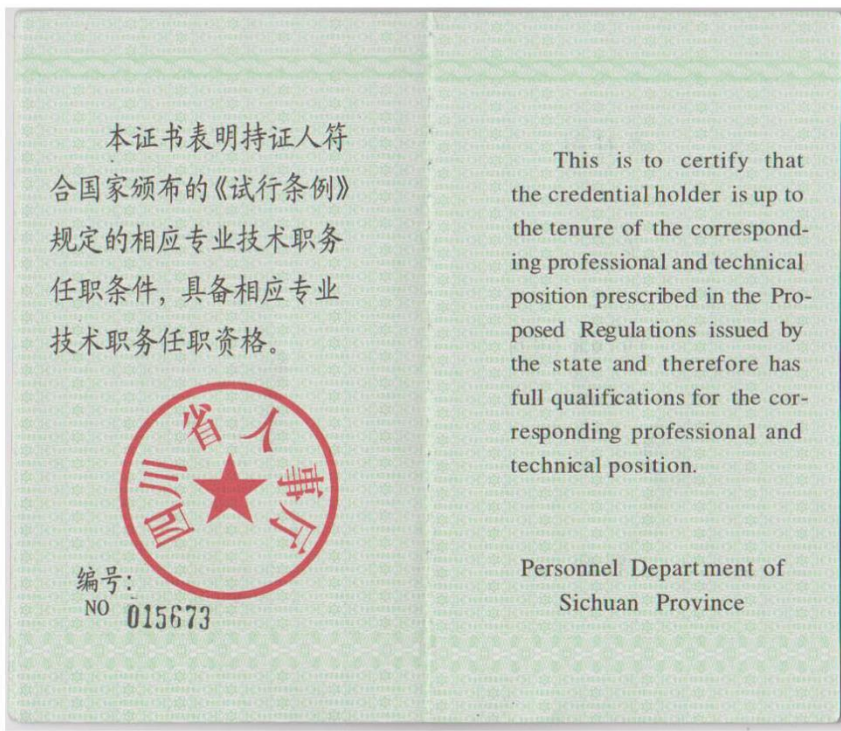 本证书表明持证人符
合国家颁布的《试行条例》
规定的相应专业技术职务
任职条件，具备相应专业
技术职务任职资格。
四川省人事厅
编号：
NO 015673
This is to certify that
the credential holder is up to
the tenure of the correspond-
ing professional and technical
position prescribed in the Pro-
posed Regulations issued by
the state and therefore has
full qualifications for the cor-
responding professional and
technical position.
Personnel Department of
Sichuan Province